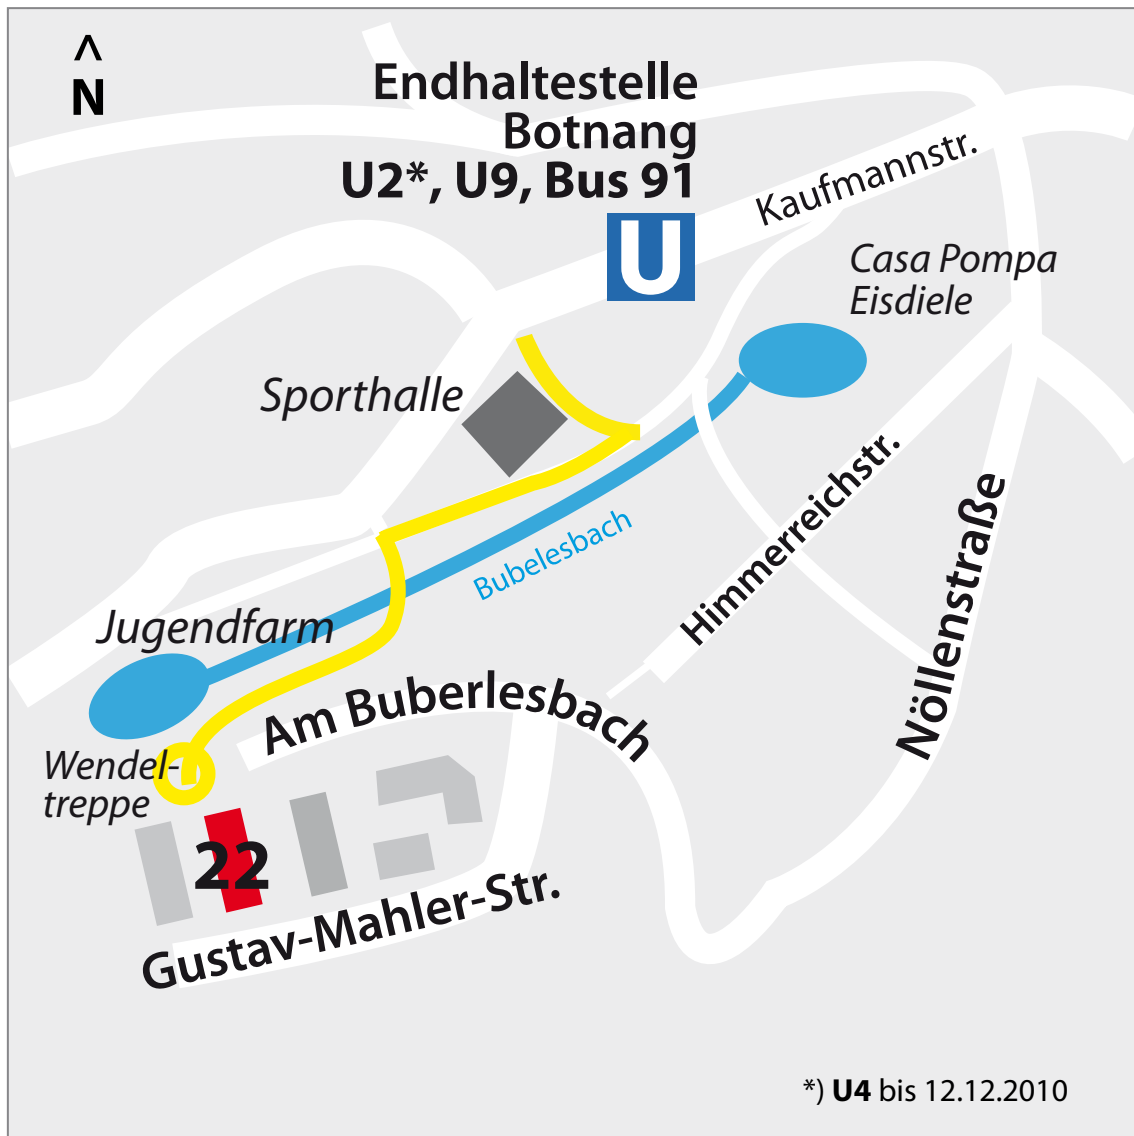 ^
N
Endhaltestelle
Botnang
U2*, U9, Bus 91
U
Kaufmannstr.
Casa Pompa
Eisdiele
Sporthalle
Himmerreichstr.
Nöllenstraße
Bubelesbach
Jugendfarm
Am Buberlesbach
Wendel-
treppe
22
Gustav-Mahler-Str.
*) U4 bis 12.12.2010